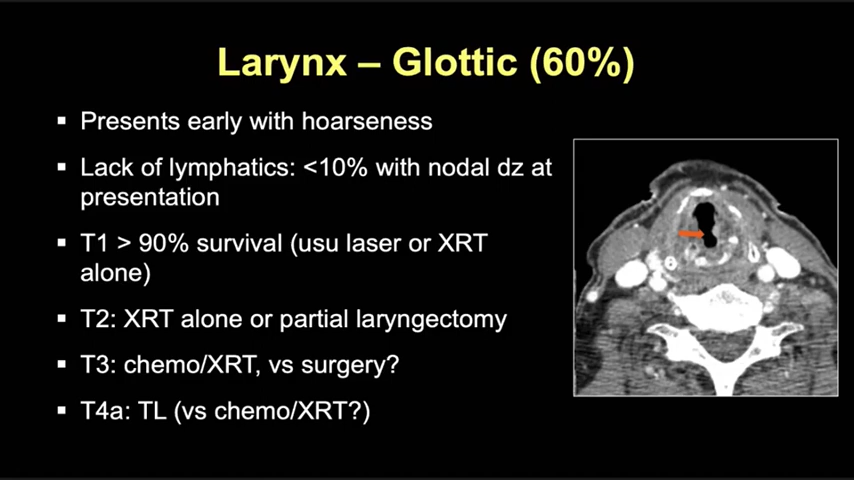 Larynx – Glottic (60%)
▪ Presents early with hoarseness
▪ Lack of lymphatics: <10% with nodal dz at
presentation
▪ T1 > 90% survival (usu laser or XRT
alone)
▪ T2: XRT alone or partial laryngectomy
▪ T3: chemo/XRT, vs surgery?
▪ T4a: TL (vs chemo/XRT?)